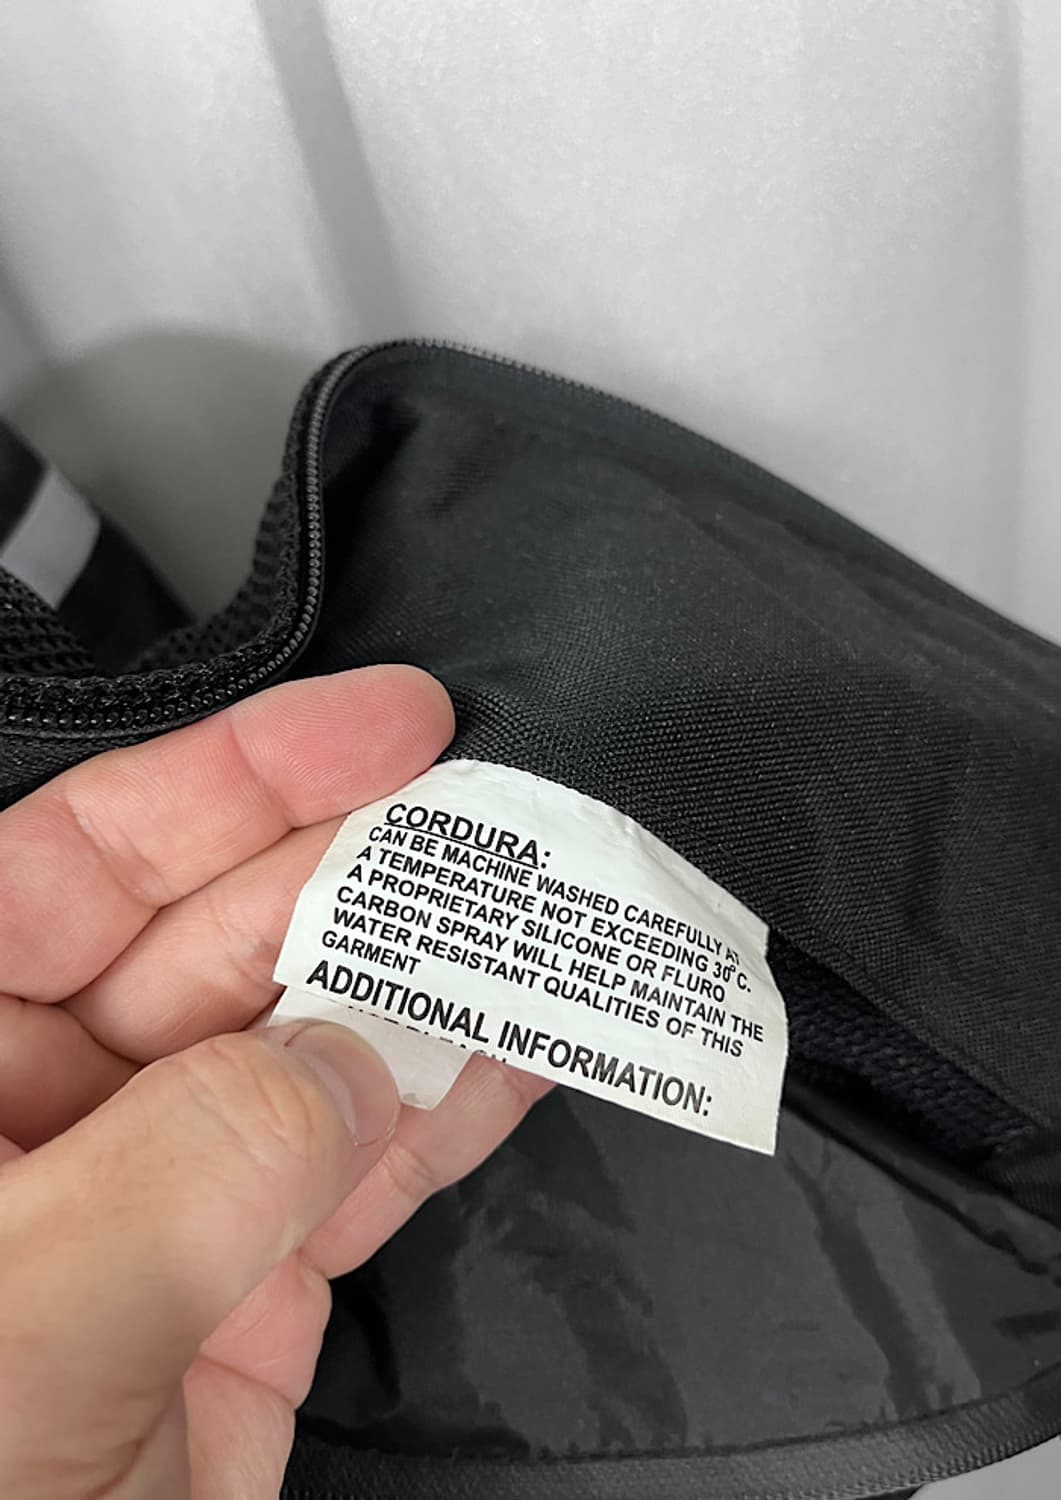 CORDURA:
CAN BE MACHINE WASHED CAREFULLY AT
A TEMPERATURE NOT EXCEEDING 30°C.
A PROPRIETARY SILICONE OR FLURO
CARBON SPRAY WILL HELP MAINTAIN THE
WATER RESISTANT QUALITIES OF THIS
GARMENT
ADDITIONAL INFORMATION: